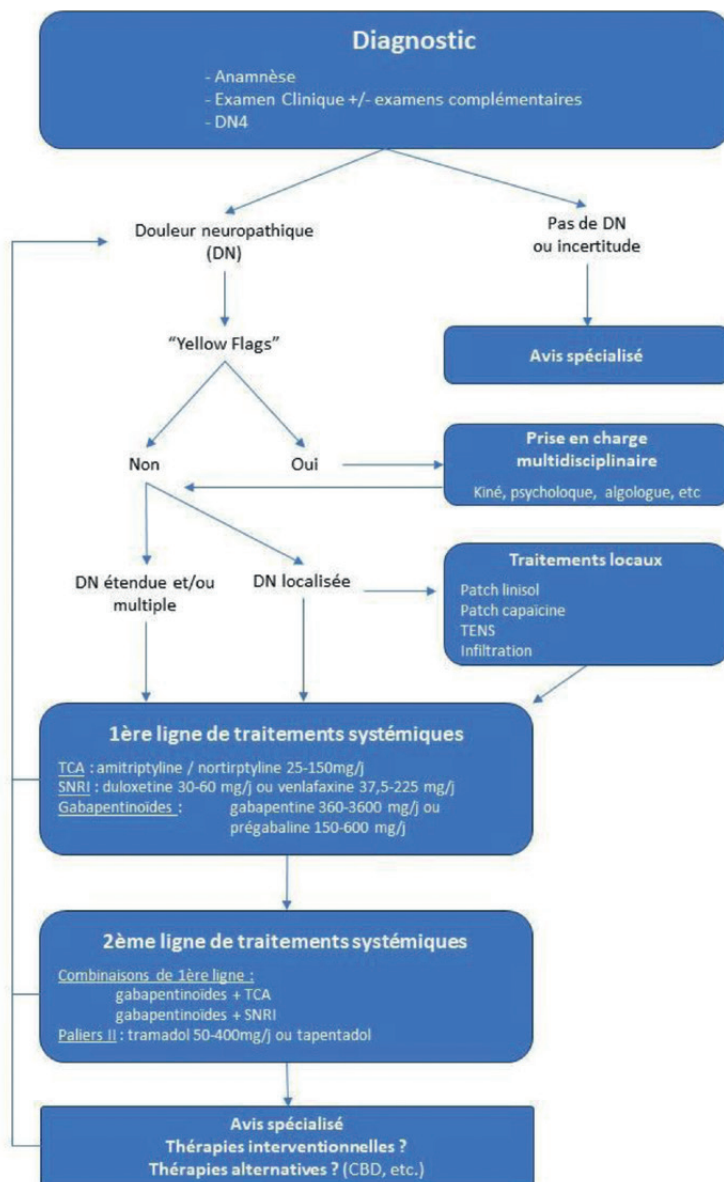 Diagnostic
- Anamnèse
- Examen Clinique +/- examens complémentaires
- DN4
Douleur neuropathique
(DN)
Pas de DN
ou incertitude
“Yellow Flags”
Avis spécialisé
Non
Oui
Prise en charge
multidisciplinaire
Kiné, psycholoque, algologue, etc
DN étendue et/ou
multiple
DN localisée
Traitements locaux
Patch linisol
Patch capaicine
TENS
Infiltration
1ère ligne de traitements systémiques
TCA : amitriptyline / nortirptyline 25-150mg/j
SNRI : duloxetine 30-60 mg/j ou venlafaxine 37,5-225 mg/j
Gabapentinoïdes : gabapentine 360-3600 mg/j ou
prégabaline 150-600 mg/j
2ème ligne de traitements systémiques
Combinaisons de 1ère ligne :
gabapentinoïdes + TCA
gabapentinoïdes + SNRI
Paliers II : tramadol 50-400mg/j ou tapentadol
Avis spécialisé
Thérapies interventionnelles ?
Thérapies alternatives ? (CBD, etc.)